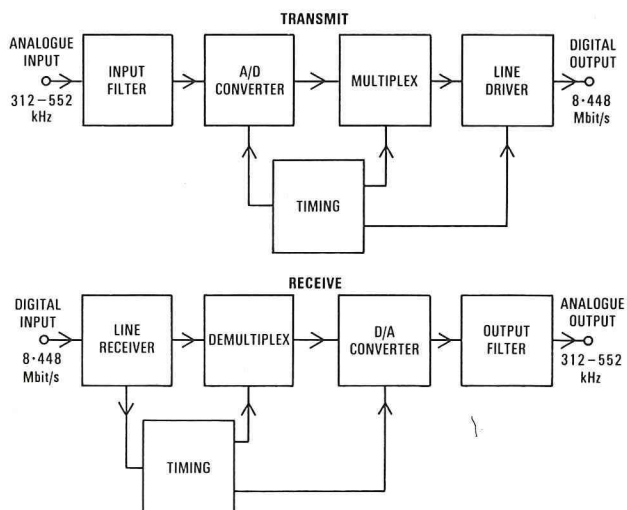 TRANSMIT
ANALOGUE
INPUT
312–552
kHz
INPUT
FILTER
A/D
CONVERTER
MULTIPLEX
LINE
DRIVER
DIGITAL
OUTPUT
8·448
Mbit/s
TIMING
RECEIVE
DIGITAL
INPUT
8·448
Mbit/s
LINE
RECEIVER
DEMULTIPLEX
D/A
CONVERTER
OUTPUT
FILTER
ANALOGUE
OUTPUT
312–552
kHz
TIMING